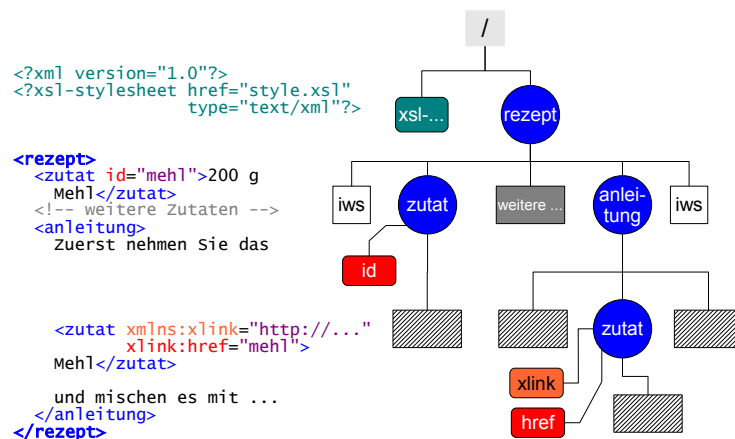 <?xml version="1.0"?>
<?xsl-stylesheet href="style.xsl"
type="text/xml"?>
<rezept>
<zutat id="mehl">200 g
Mehl</zutat>
<!-- weitere Zutaten -->
<anleitung>
Zuerst nehmen Sie das
<zutat xmlns:xlink="http://..."
xlink:href="mehl">
Mehl</zutat>
und mischen es mit ...
</anleitung>
</rezept>
/
xsl-...
rezept
iws
zutat
weitere ...
anlei-
tung
iws
id
zutat
xlink
href